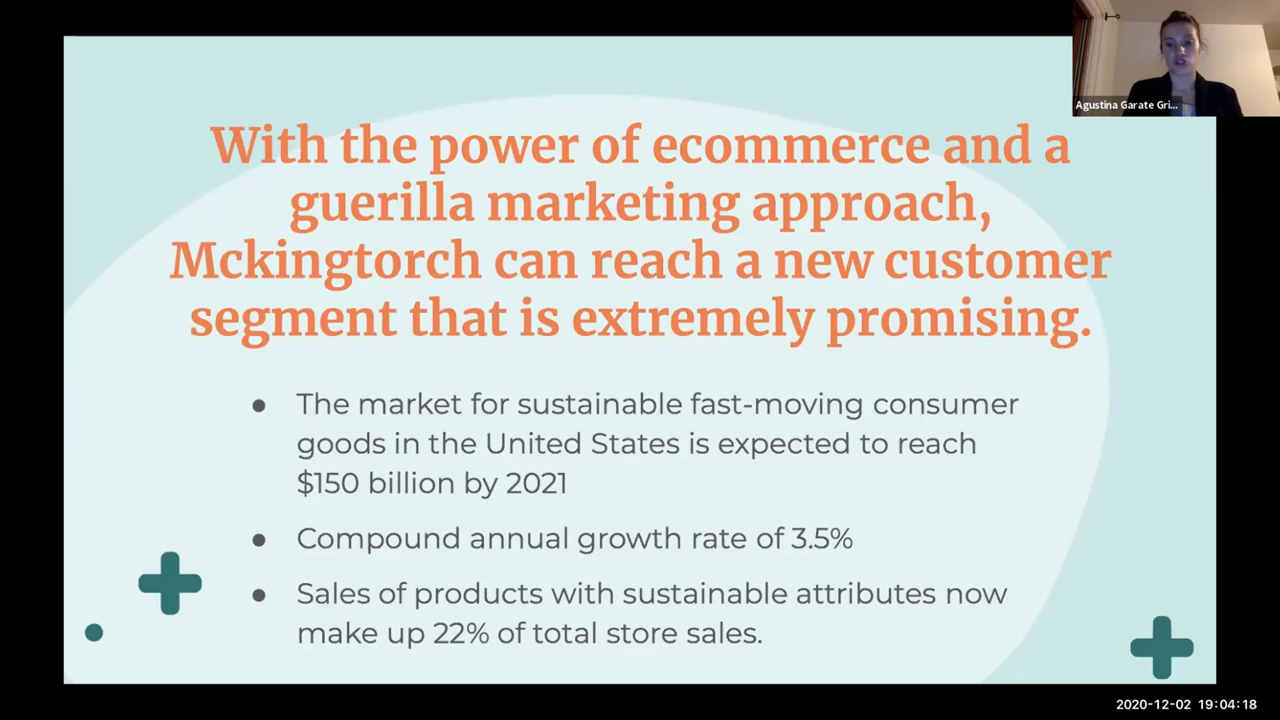 Agustina Garate Gri...
With the power of ecommerce and a
guerilla marketing approach,
Mckingtorch can reach a new customer
segment that is extremely promising.
● The market for sustainable fast-moving consumer
goods in the United States is expected to reach
$150 billion by 2021
● Compound annual growth rate of 3.5%
● Sales of products with sustainable attributes now
make up 22% of total store sales.
2020-12-02 19:04:18